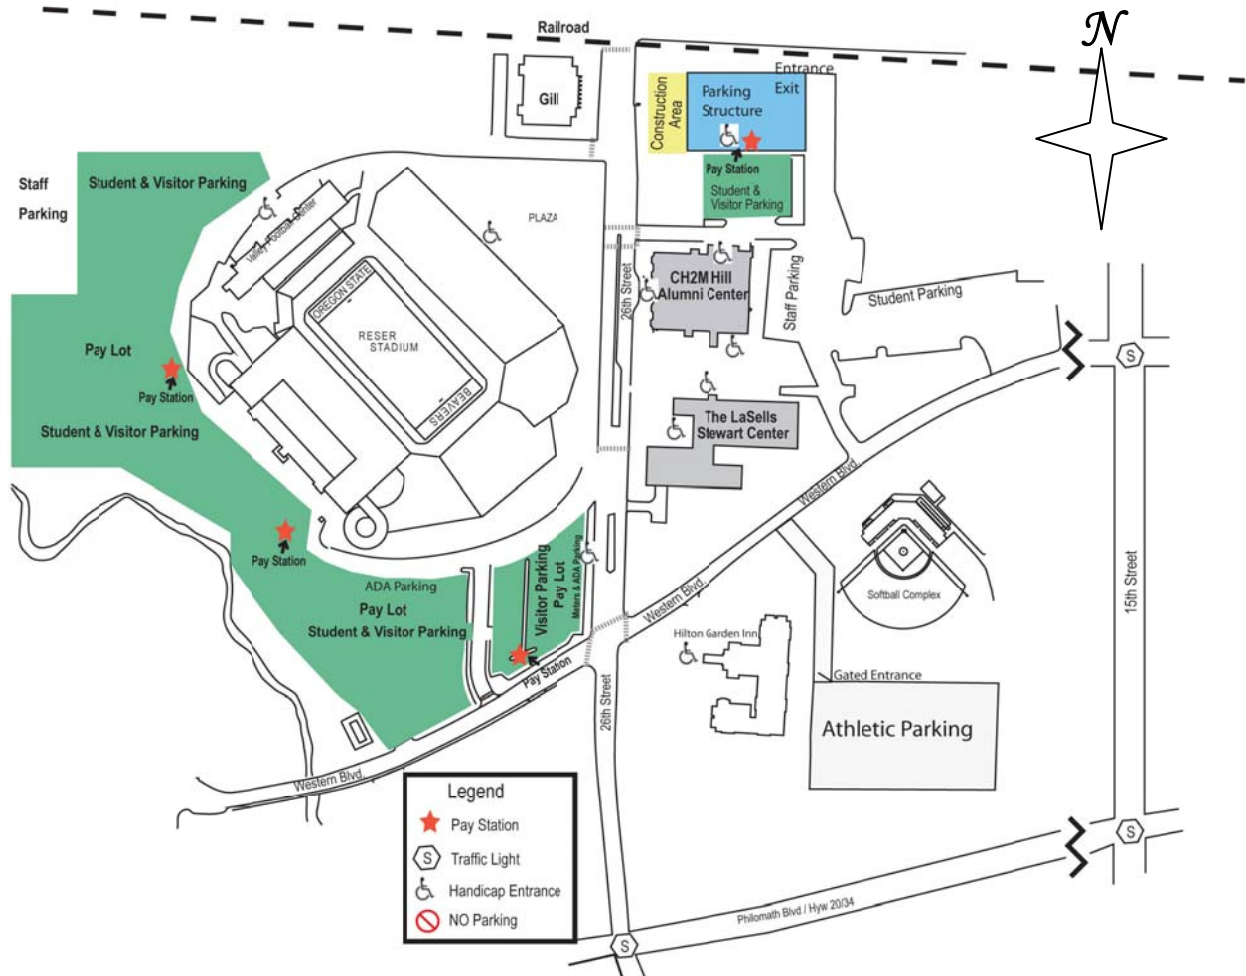 Railroad
N
Gill
Entrance
Exit
Parking
Structure
Construction
Area
Pay Station
Student &
Visitor Parking
Staff
Parking
Student & Visitor Parking
Valley Football Center
PLAZA
OREGON STATE
RESER
STADIUM
BEAVERS
26th Street
CH2M Hill
Alumni Center
Staff Parking
Student Parking
Pay Lot
Pay Station
Student & Visitor Parking
The LaSells
Stewart Center
Western Blvd.
S
Pay Station
ADA Parking
Pay Lot
Student & Visitor Parking
Visitor Parking
Pay Lot
Meters & ADA Parking
Pay Station
Western Blvd.
Softball Complex
15th Street
Hilton Garden Inn
Gated Entrance
Athletic Parking
26th Street
Western Blvd.
Legend
Pay Station
S
Traffic Light
Handicap Entrance
NO Parking
S
Philomath Blvd / Hyw 20/34
S